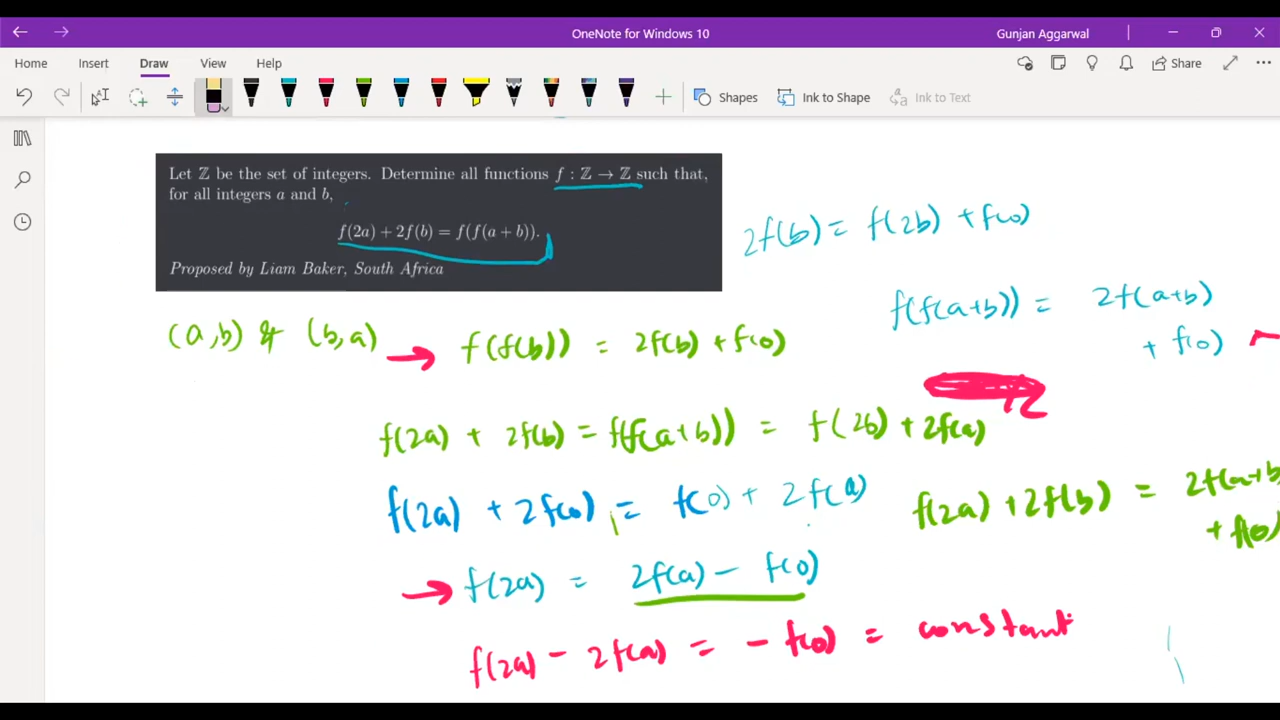 OneNote for Windows 10
Gunjan Aggarwal
Home Insert Draw View Help
Share
Shapes
Ink to Shape
Ink to Text
Let ℤ be the set of integers. Determine all functions f : ℤ → ℤ such that,
for all integers a and b,
f(2a) + 2f(b) = f(f(a + b)).
Proposed by Liam Baker, South Africa
2f(b) = f(2b) + f(0)
f(f(a+b)) = 2f(a+b)
+ f(0)
(a,b) & (b,a) → f(f(b)) = 2f(b) + f(0)
f(2a) + 2f(b) = f(f(a+b)) = f(2b) + 2f(a)
f(2a) + 2f(0) = f(0) + 2f(a)
f(2a) + 2f(b) = 2f(a+b
+ f(0)
→ f(2a) = 2f(a) - f(0)
f(2a) - 2f(a) = - f(0) = constant